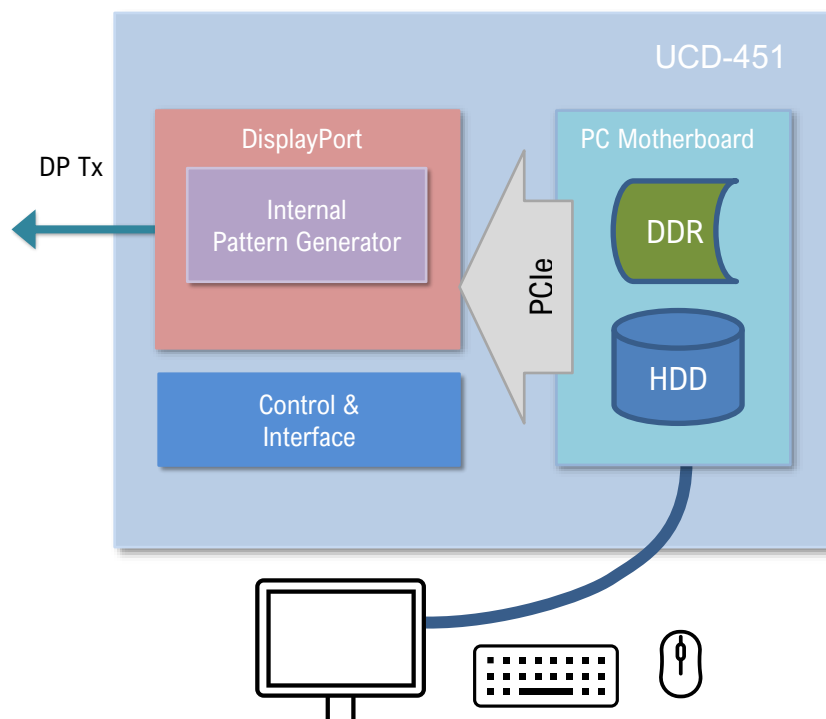 UCD-451
DisplayPort
PC Motherboard
DP Tx
Internal
Pattern Generator
DDR
PCIe
HDD
Control &
Interface